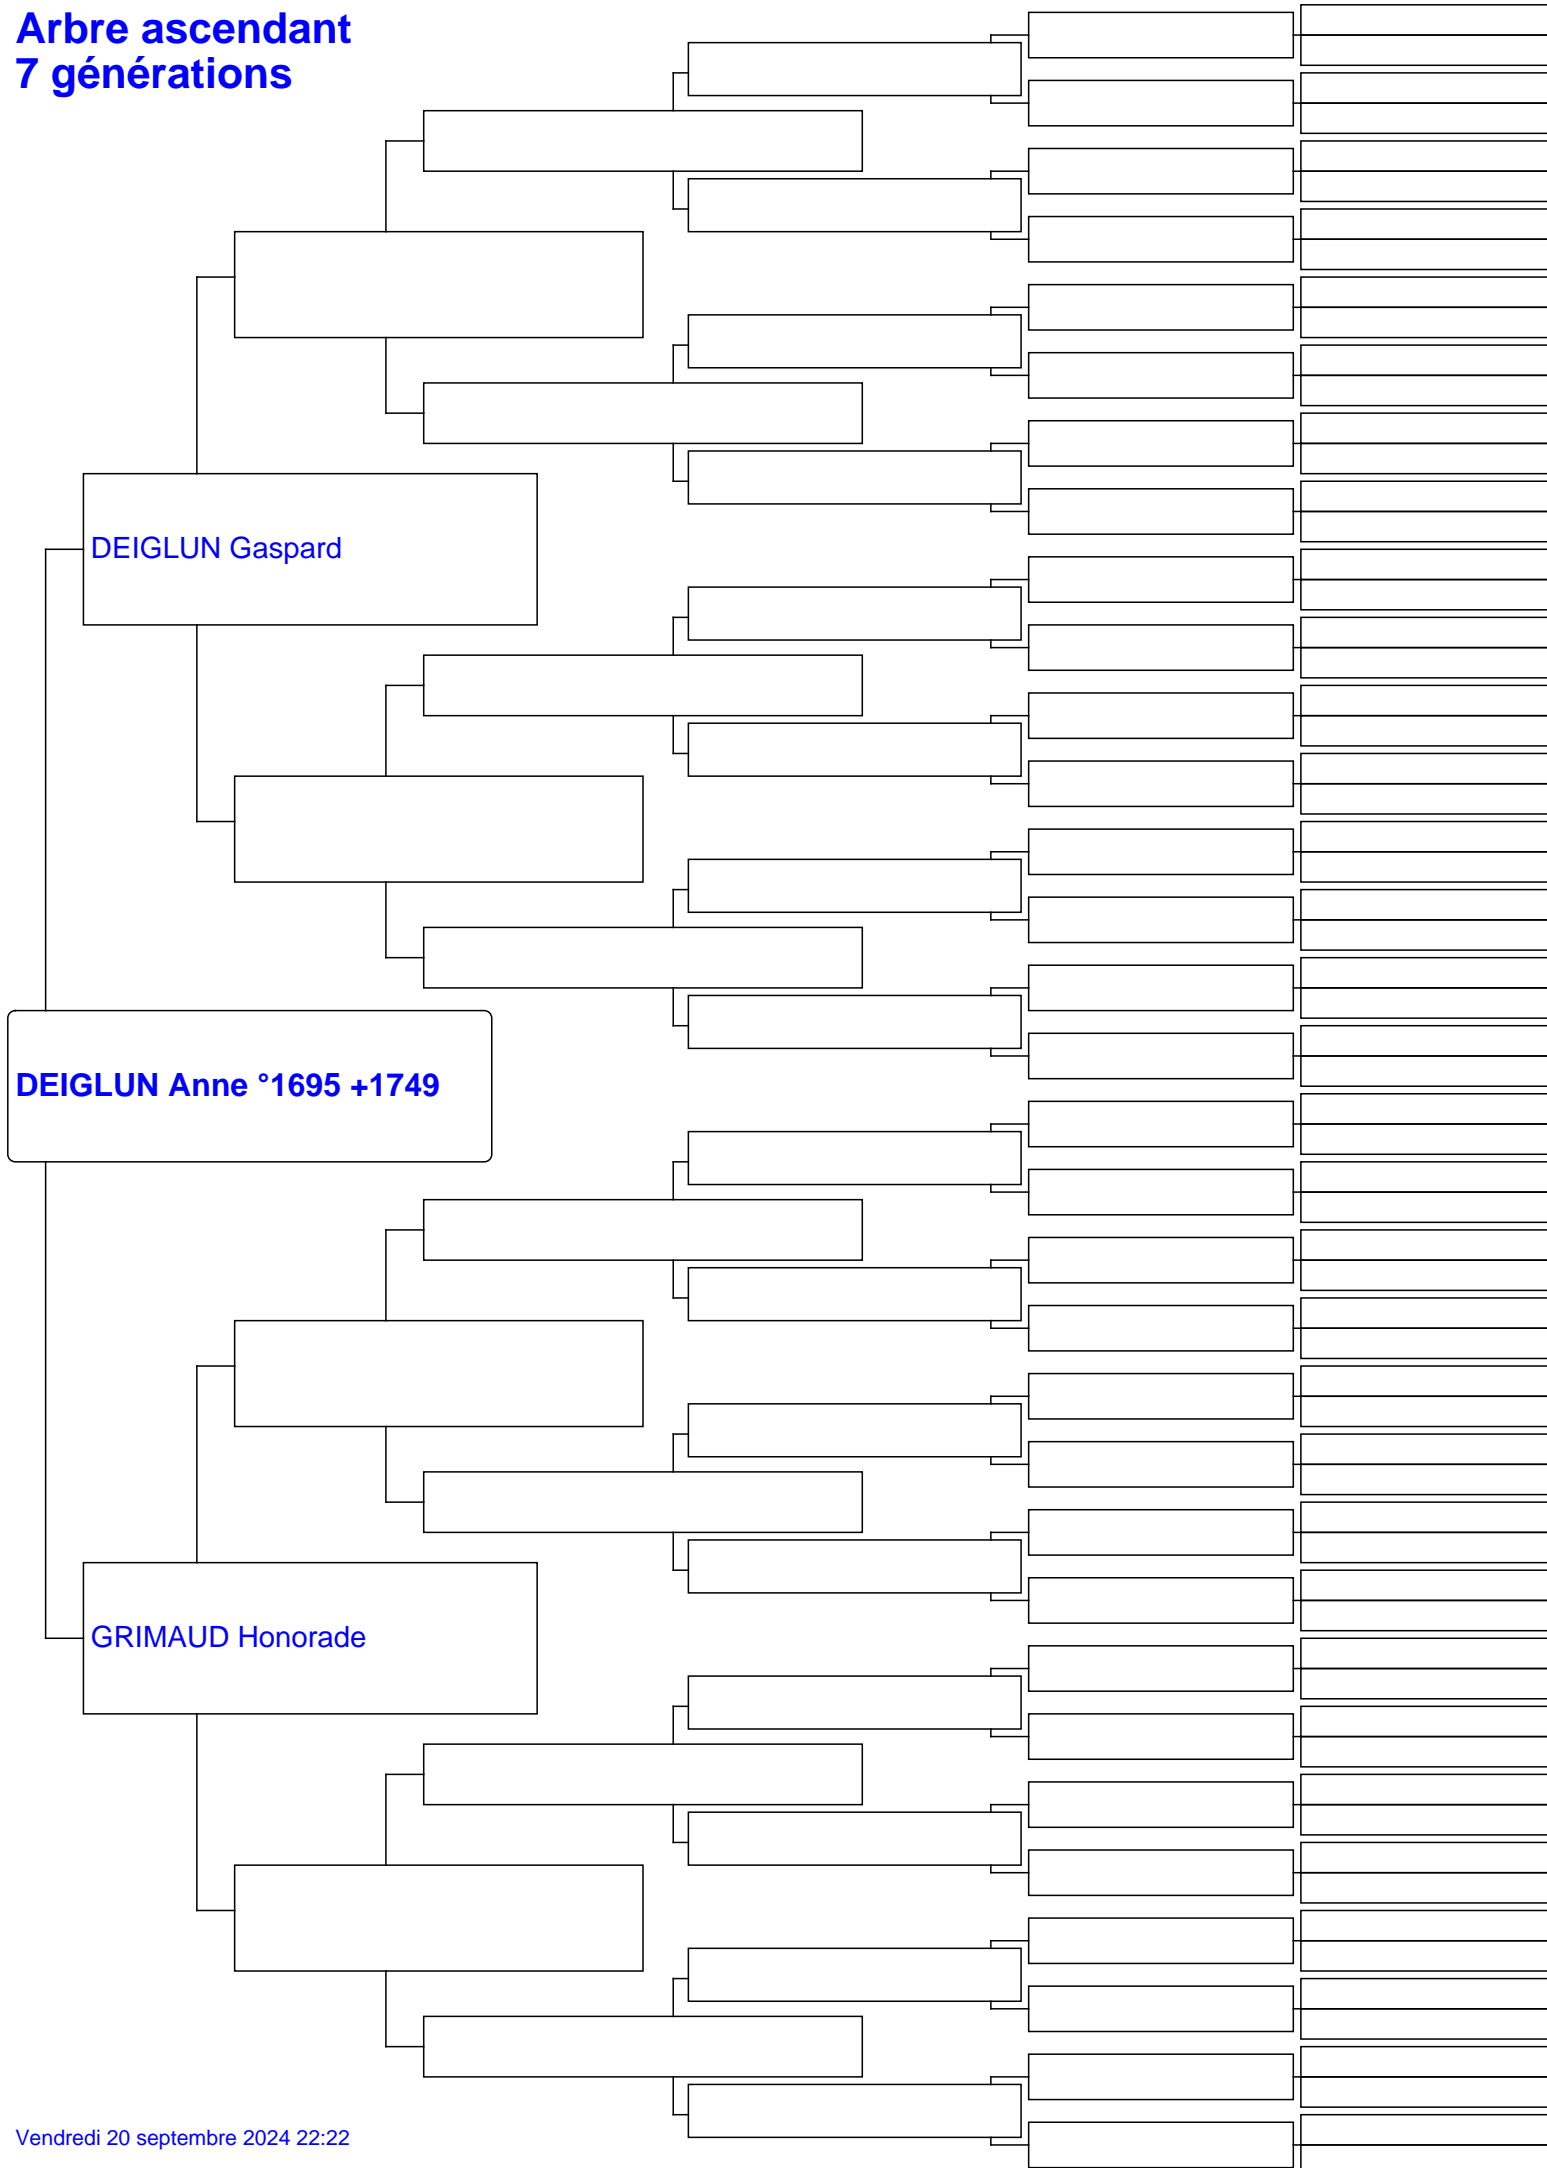 Arbre ascendant
7 générations
DEIGLUN Gaspard
DEIGLUN Anne °1695 +1749
GRIMAUD Honorade
Vendredi 20 septembre 2024 22:22